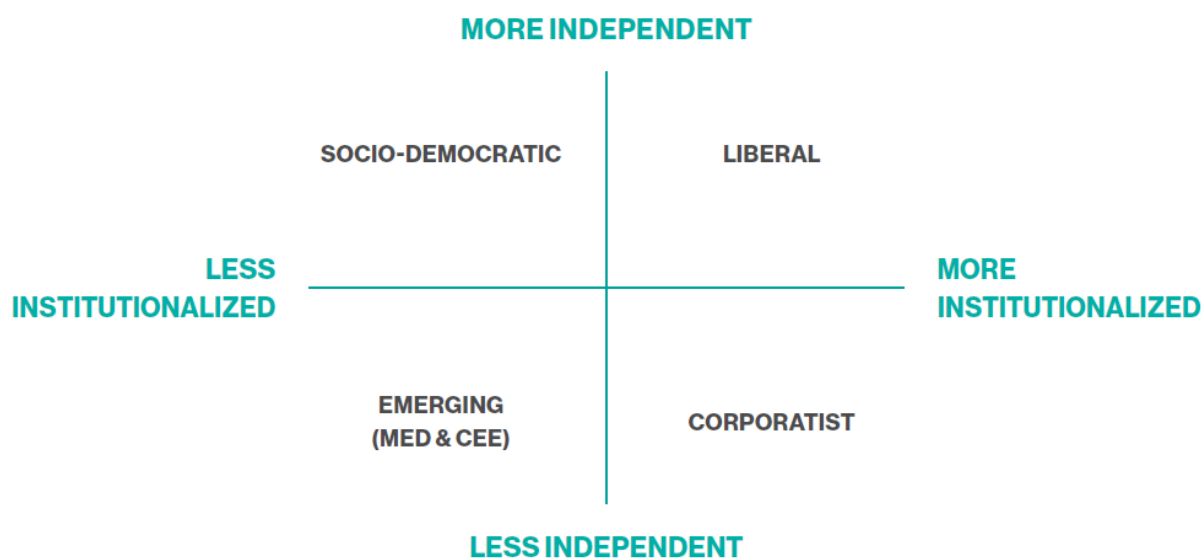 MORE INDEPENDENT
SOCIO-DEMOCRATIC
LIBERAL
LESS
INSTITUTIONALIZED
MORE
INSTITUTIONALIZED
EMERGING
(MED & CEE)
CORPORATIST
LESS INDEPENDENT